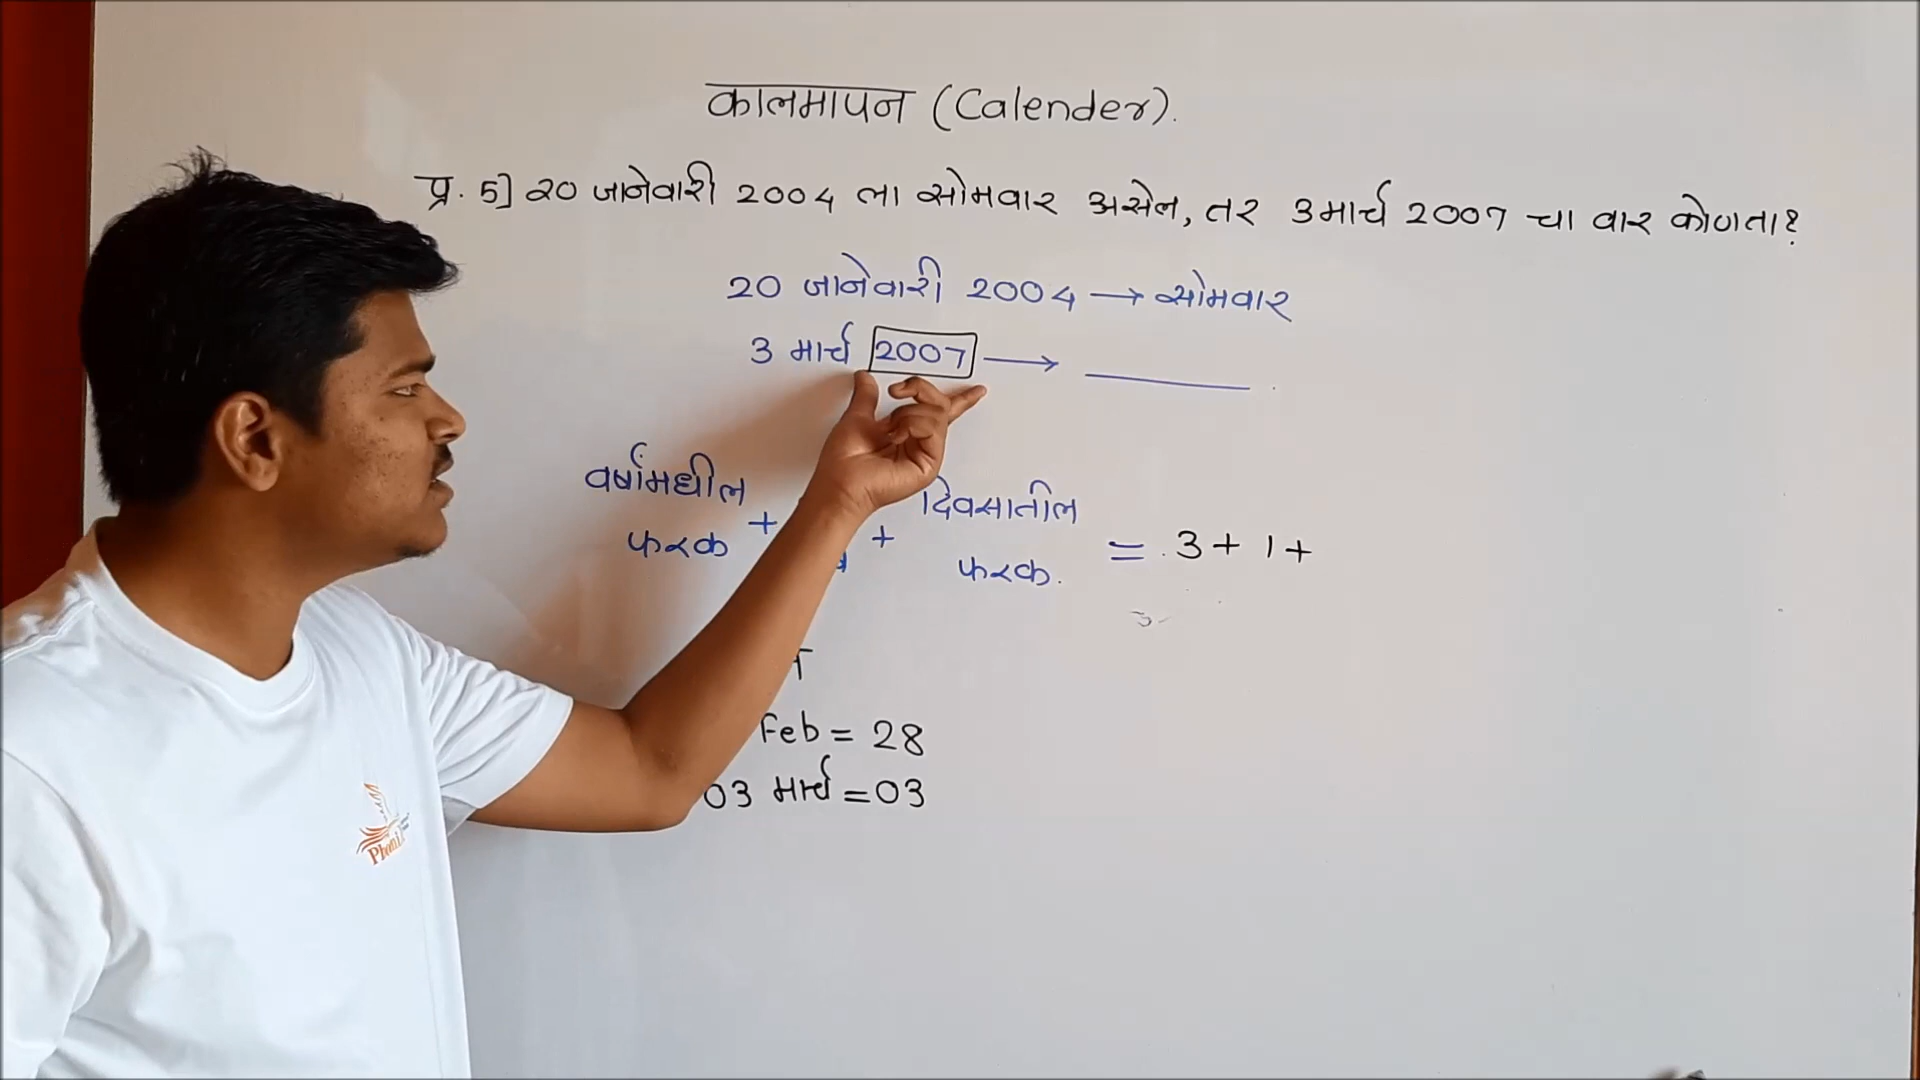 कालमापन (Calender).
प्र. 5] 20 जानेवारी 2004 ला सोमवार असेल, तर 3 मार्च 2007 चा वार कोणता?
20 जानेवारी 2004 → सोमवार
3 मार्च 2007 →
वर्षांमधील फरक + + दिवसातील फरक. = 3 + 1 +
Feb = 28
03 मार्च = 03